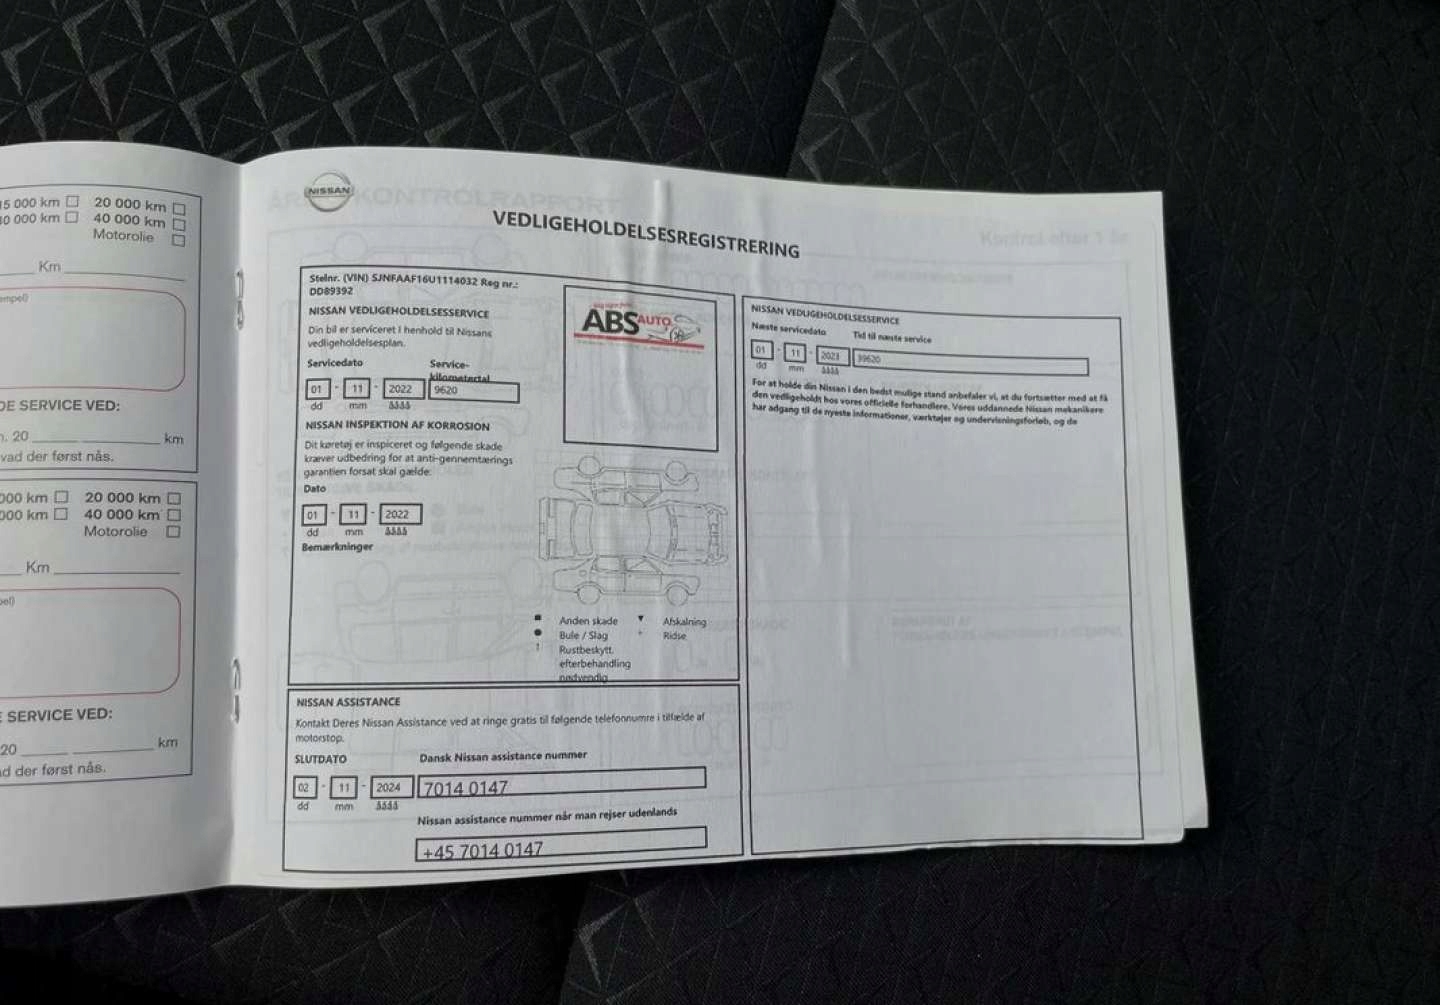 5 000 km 20 000 km
0 000 km 40 000 km
Motorolie
Km
mpel)
DE SERVICE VED:
n. 20 km
vad der først nås.
000 km 20 000 km
000 km 40 000 km
Motorolie
Km
pel)
E SERVICE VED:
20 km
d der først nås.
NISSAN
VEDLIGEHOLDELSESREGISTRERING
Stelnr. (VIN) SJNFAAF16U1114032 Reg nr.:
DD89392
NISSAN VEDLIGEHOLDELSESSERVICE
Din bil er serviceret i henhold til Nissans
vedligeholdelsesplan.
Servicedato Service-
kilometertal
01 - 11 - 2022 9620
dd mm åååå
NISSAN INSPEKTION AF KORROSION
Dit køretøj er inspiceret og følgende skade
kræver udbedring for at anti-gennemtærings
garantien forsat skal gælde:
Dato
01 - 11 - 2022
dd mm åååå
Bemærkninger
ABS AUTO
Anden skade Afskalning
Bule / Slag Ridse
Rustbeskytt.
efterbehandling
nødvendig
NISSAN ASSISTANCE
Kontakt Deres Nissan Assistance ved at ringe gratis til følgende telefonnumre i tilfælde af
motorstop.
SLUTDATO Dansk Nissan assistance nummer
02 - 11 - 2024 7014 0147
dd mm åååå
Nissan assistance nummer når man rejser udenlands
+45 7014 0147
NISSAN VEDLIGEHOLDELSESSERVICE
Næste servicedato Tid til næste service
01 - 11 - 2023 39620
dd mm åååå
For at holde din Nissan i den bedst mulige stand anbefaler vi, at du fortsætter med at få
den vedligeholdt hos vores officielle forhandlere. Vores uddannede Nissan mekanikere
har adgang til de nyeste informationer, værktøjer og undervisningsforløb, og de